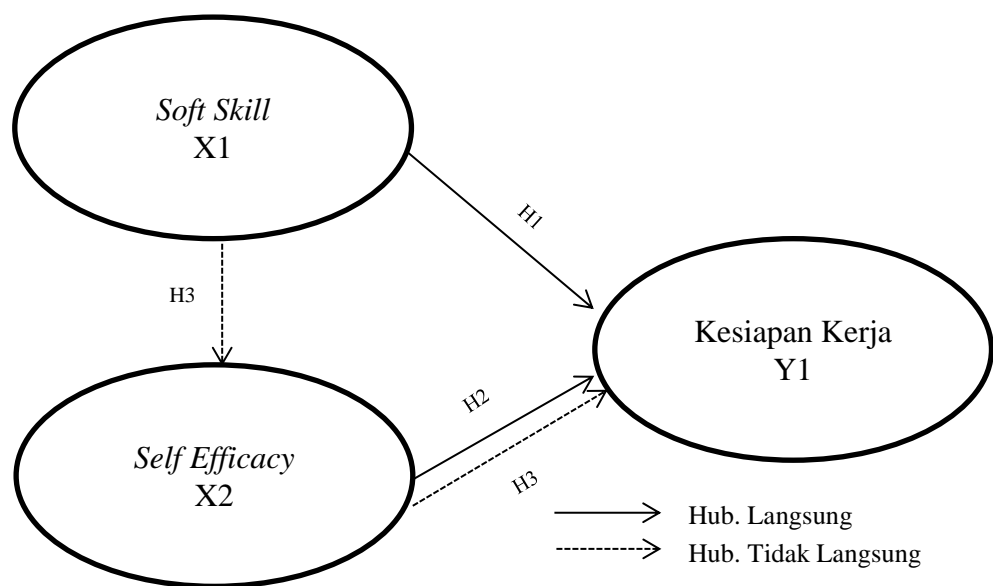 Soft Skill
X1
H1
H3
Kesiapan Kerja
Y1
H2
Self Efficacy
X2
H3
Hub. Langsung
Hub. Tidak Langsung